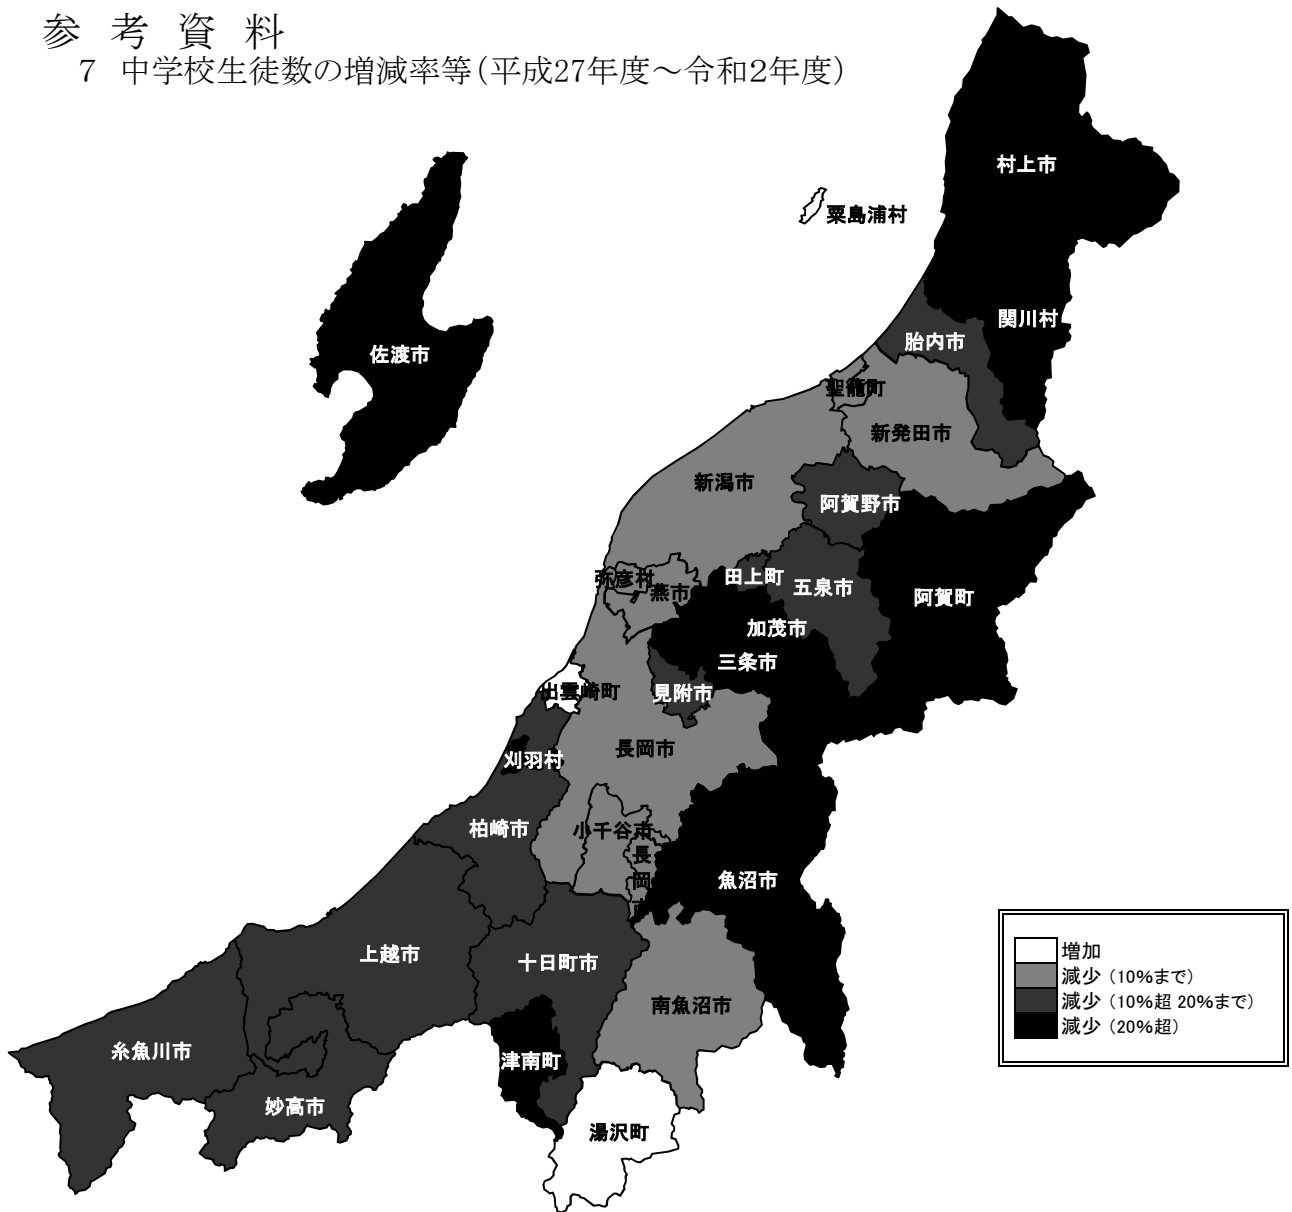 参考資料
7 中学校生徒数の増減率等(平成27年度～令和2年度)
村上市
粟島浦村
関川村
胎内市
佐渡市
聖籠町
新発田市
新潟市
阿賀野市
弥彦村
燕市
田上町
五泉市
阿賀町
加茂市
三条市
出雲崎町
見附市
長岡市
刈羽村
柏崎市
小千谷市
長
岡
市
魚沼市
上越市
十日町市
南魚沼市
糸魚川市
津南町
妙高市
湯沢町
増加
減少 (10%まで)
減少 (10%超 20%まで)
減少 (20%超)